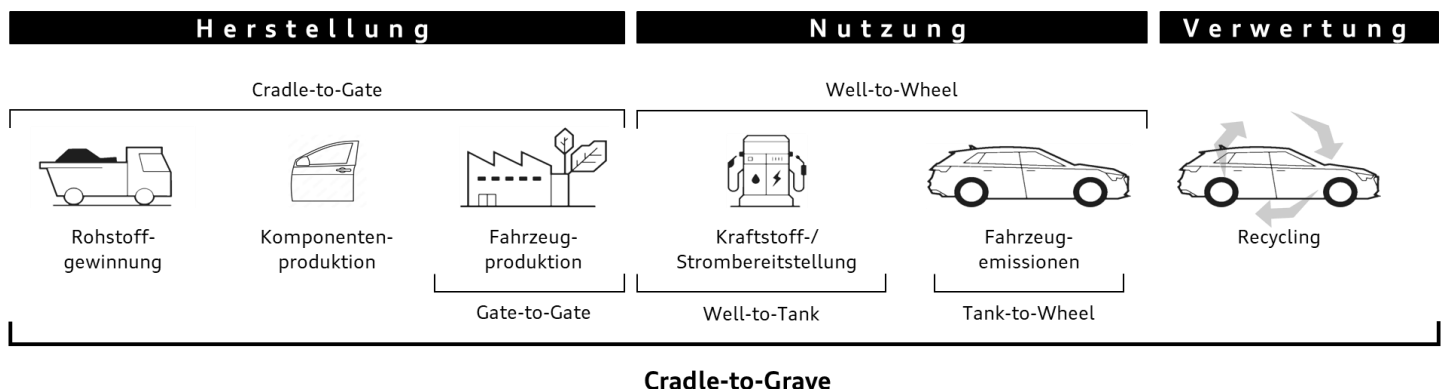 Herstellung
Nutzung
Verwertung
Cradle-to-Gate
Well-to-Wheel
Rohstoff-
gewinnung
Komponenten-
produktion
Fahrzeug-
produktion
Kraftstoff-/
Strombereitstellung
Fahrzeug-
emissionen
Recycling
Gate-to-Gate
Well-to-Tank
Tank-to-Wheel
Cradle-to-Grave